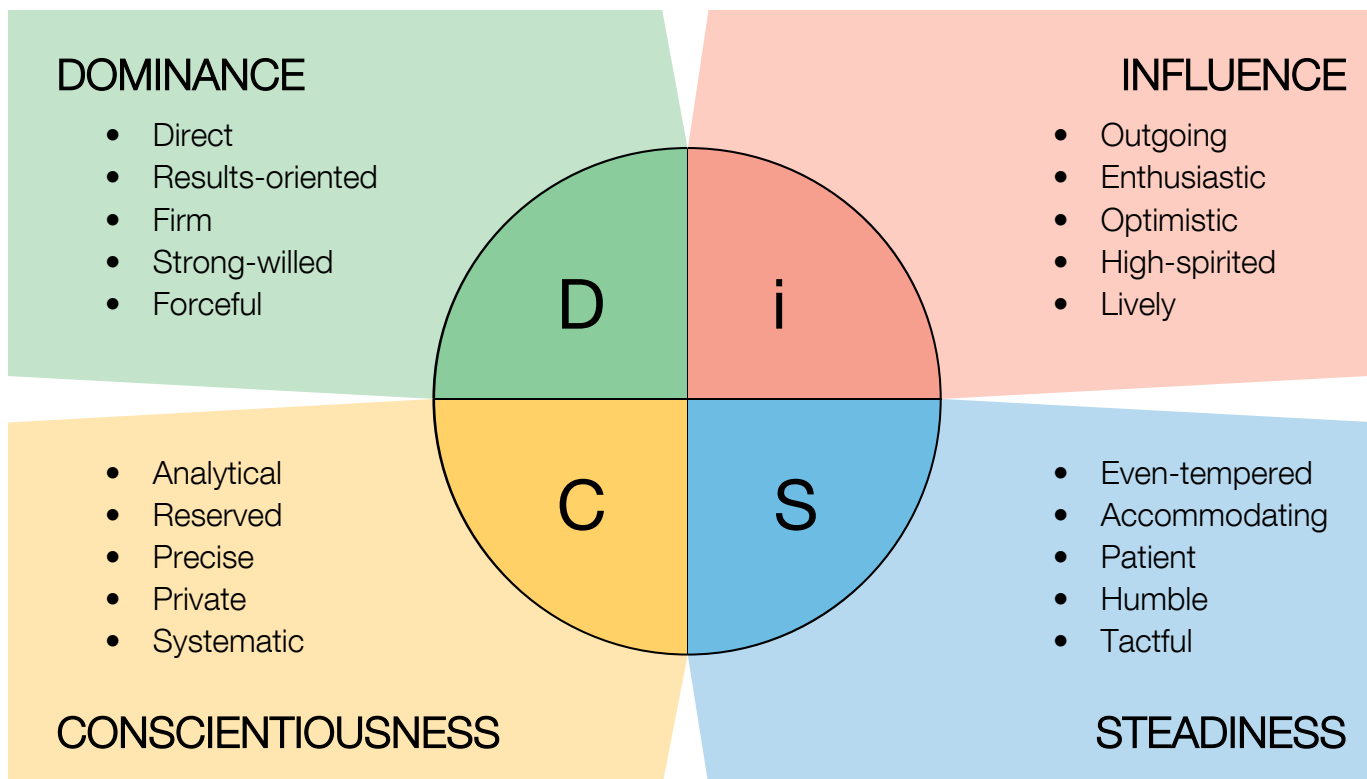 DOMINANCE
• Direct
• Results-oriented
• Firm
• Strong-willed
• Forceful
INFLUENCE
• Outgoing
• Enthusiastic
• Optimistic
• High-spirited
• Lively
D
i
C
S
• Analytical
• Reserved
• Precise
• Private
• Systematic
CONSCIENTIOUSNESS
• Even-tempered
• Accommodating
• Patient
• Humble
• Tactful
STEADINESS